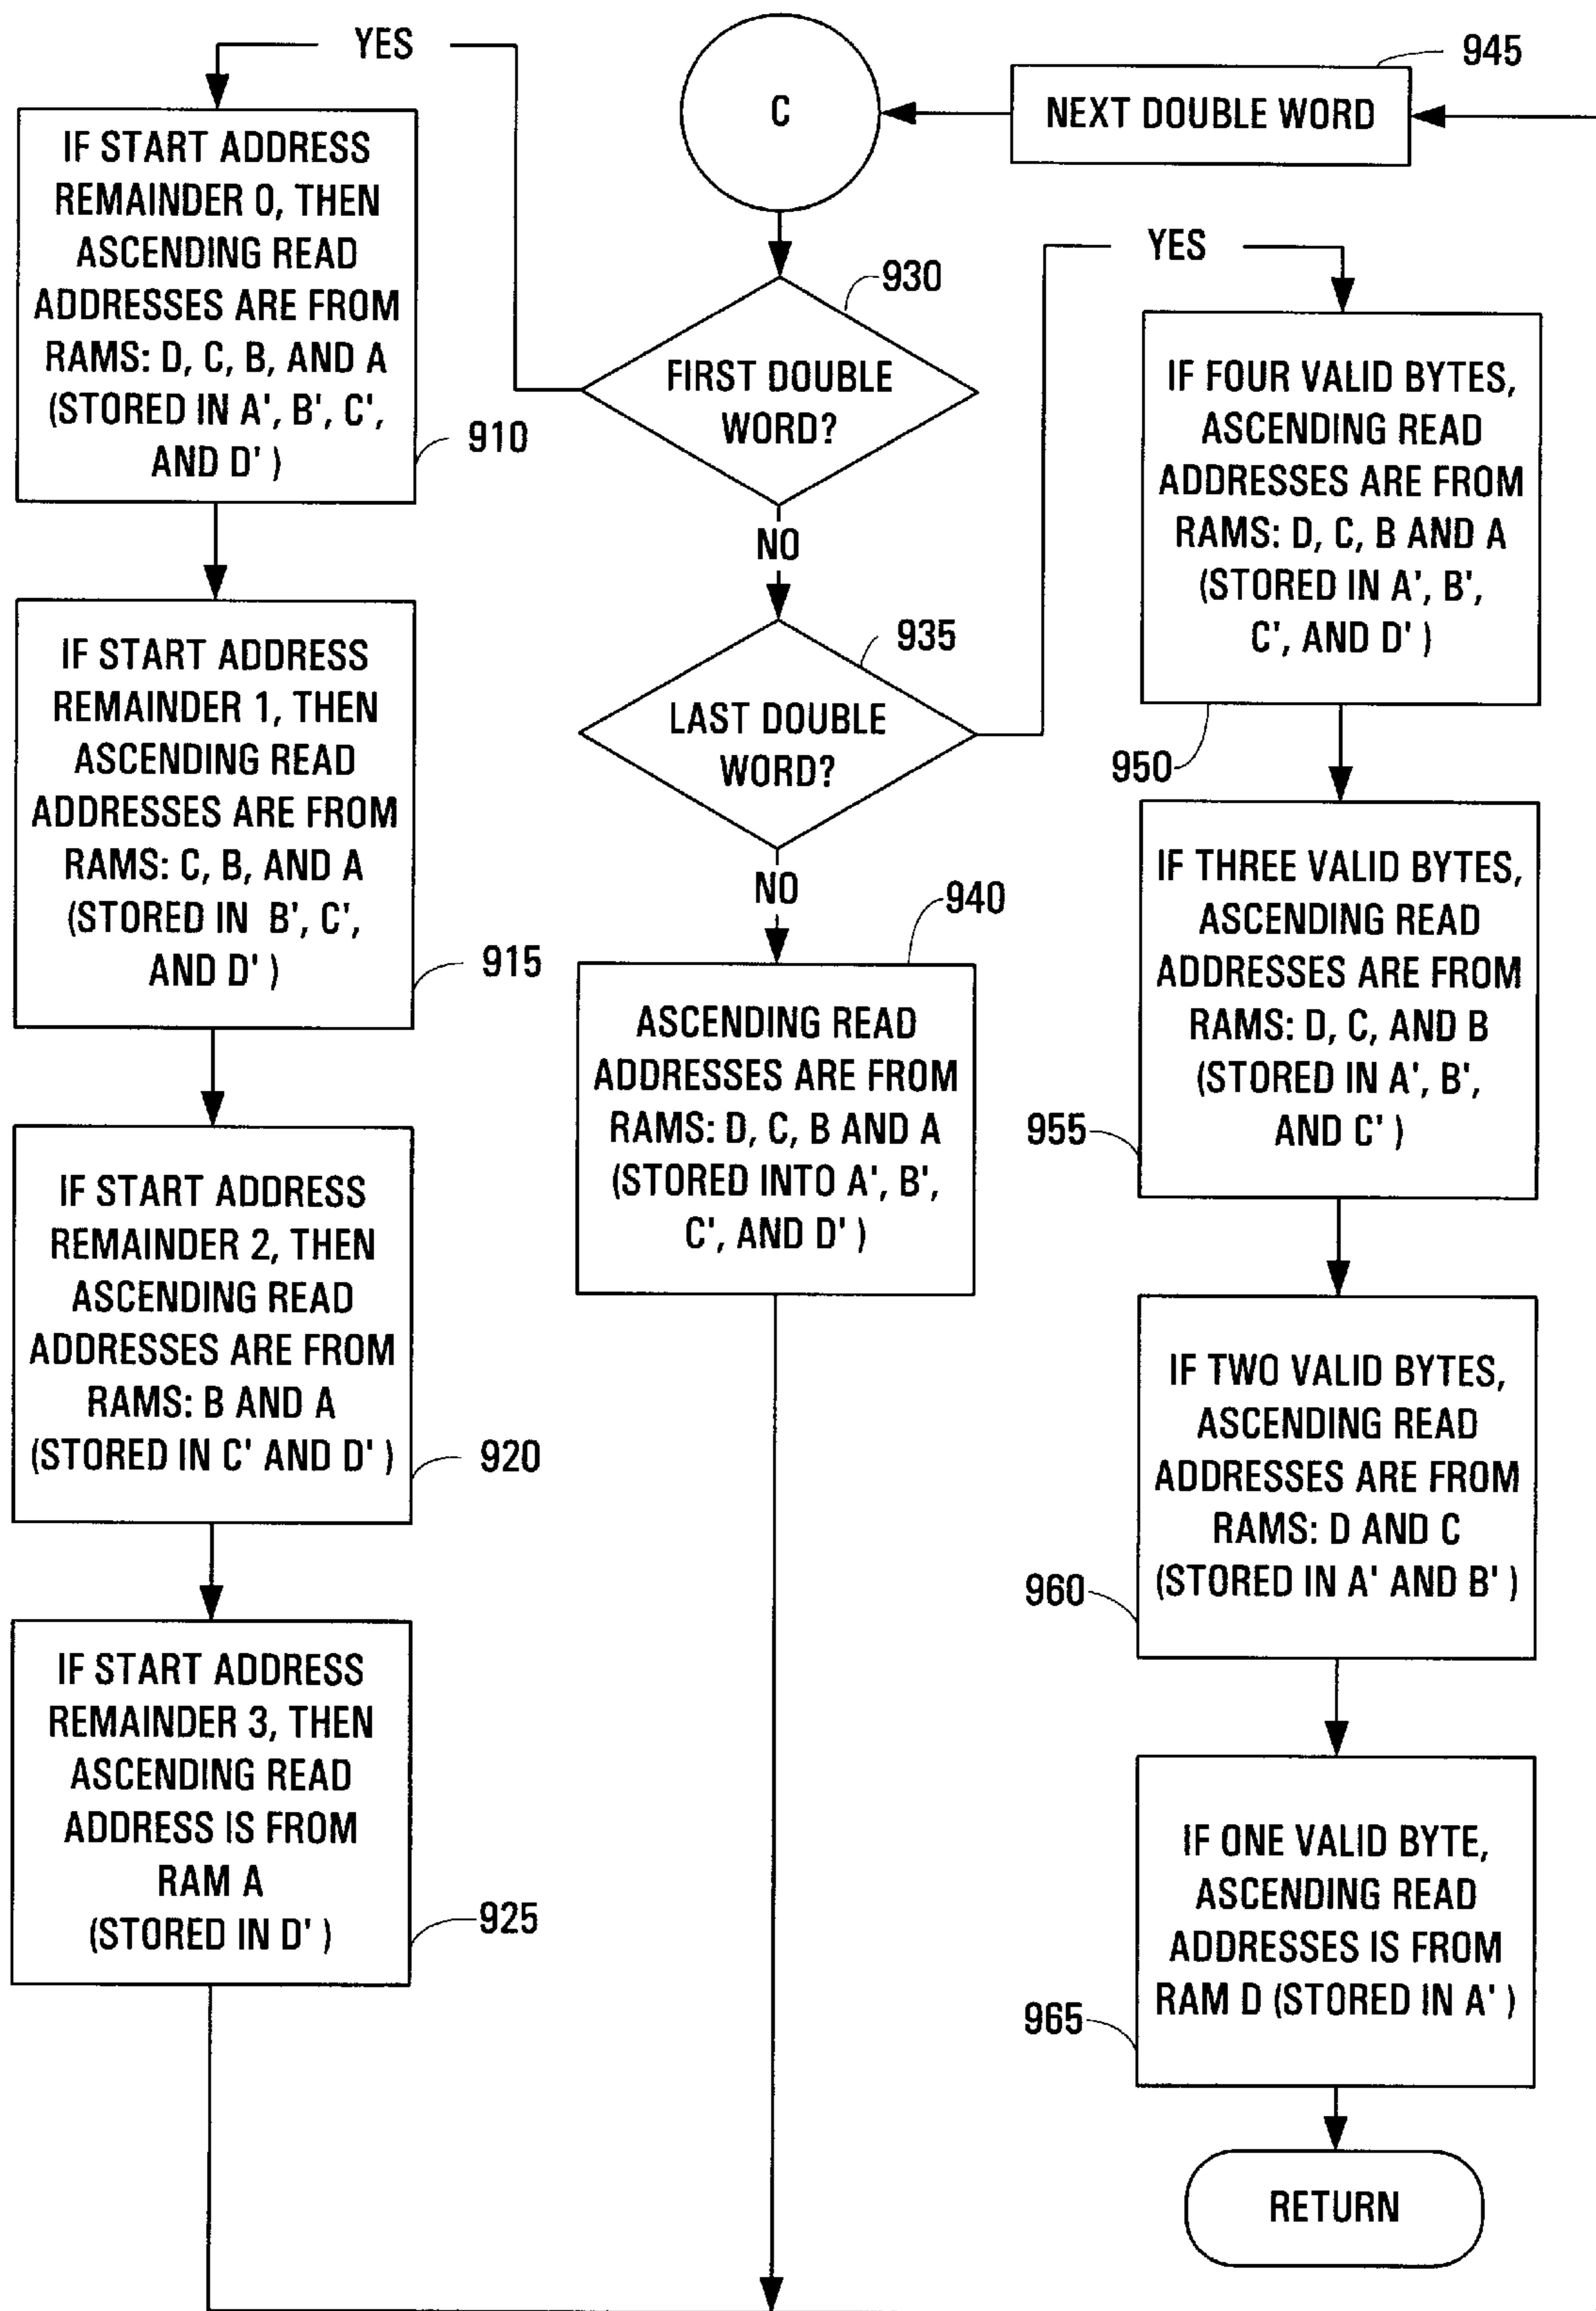 YES
C
945
NEXT DOUBLE WORD
IF START ADDRESS
REMAINDER 0, THEN
ASCENDING READ
ADDRESSES ARE FROM
RAMS: D, C, B, AND A
(STORED IN A', B', C',
AND D' )
910
930
FIRST DOUBLE
WORD?
NO
YES
935
LAST DOUBLE
WORD?
NO
IF FOUR VALID BYTES,
ASCENDING READ
ADDRESSES ARE FROM
RAMS: D, C, B AND A
(STORED IN A', B',
C', AND D' )
950
IF START ADDRESS
REMAINDER 1, THEN
ASCENDING READ
ADDRESSES ARE FROM
RAMS: C, B, AND A
(STORED IN B', C',
AND D' )
915
940
ASCENDING READ
ADDRESSES ARE FROM
RAMS: D, C, B AND A
(STORED INTO A', B',
C', AND D' )
IF THREE VALID BYTES,
ASCENDING READ
ADDRESSES ARE FROM
RAMS: D, C, AND B
(STORED IN A', B',
AND C' )
955
IF START ADDRESS
REMAINDER 2, THEN
ASCENDING READ
ADDRESSES ARE FROM
RAMS: B AND A
(STORED IN C' AND D' )
920
IF TWO VALID BYTES,
ASCENDING READ
ADDRESSES ARE FROM
RAMS: D AND C
(STORED IN A' AND B' )
960
IF START ADDRESS
REMAINDER 3, THEN
ASCENDING READ
ADDRESS IS FROM
RAM A
(STORED IN D' )
925
IF ONE VALID BYTE,
ASCENDING READ
ADDRESSES IS FROM
RAM D (STORED IN A' )
965
RETURN